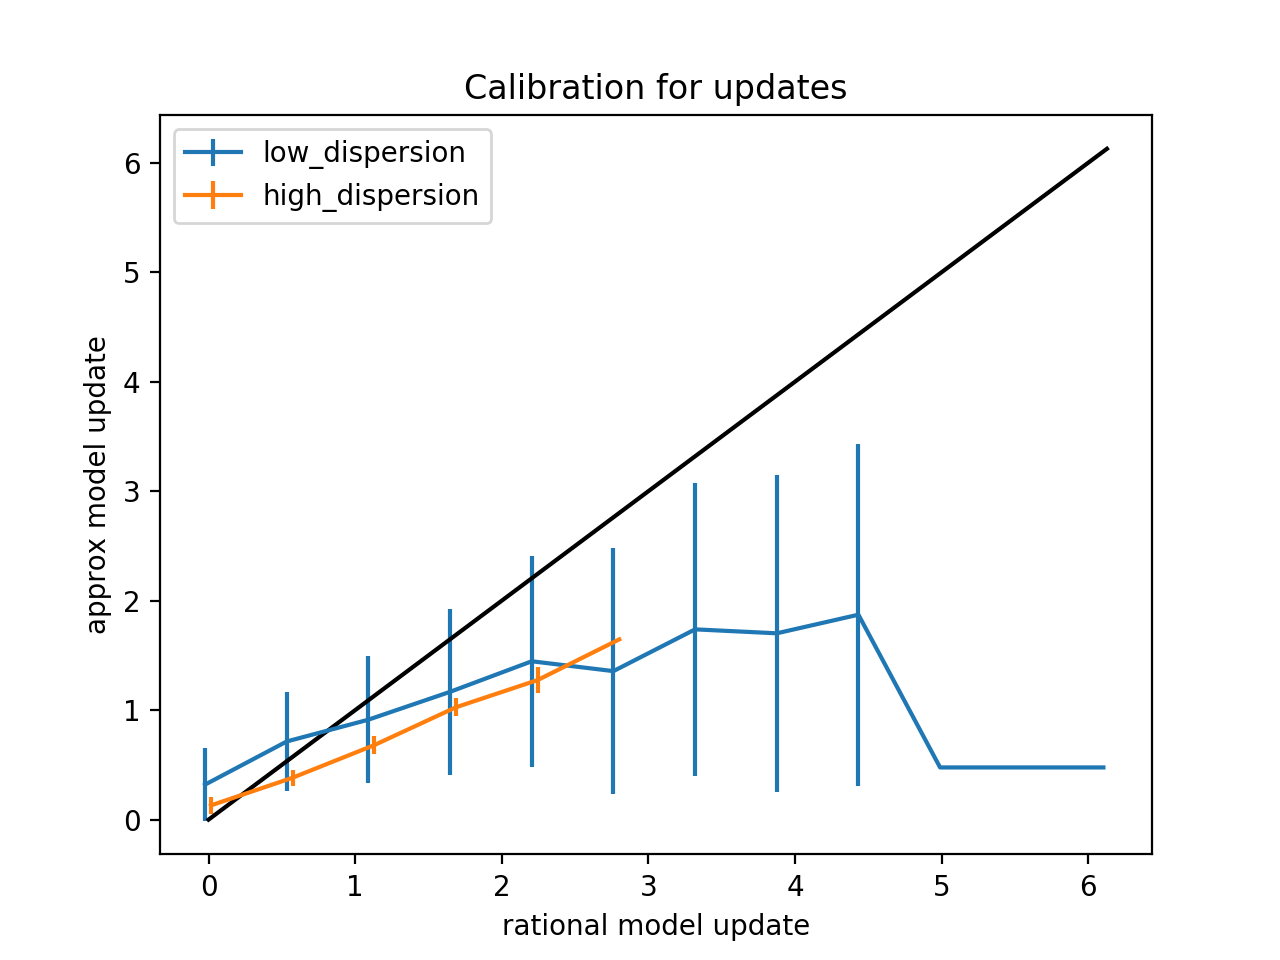 Calibration for updates
low_dispersion
high_dispersion
6
5
4
3
2
1
0
approx model update
0 1 2 3 4 5 6
rational model update